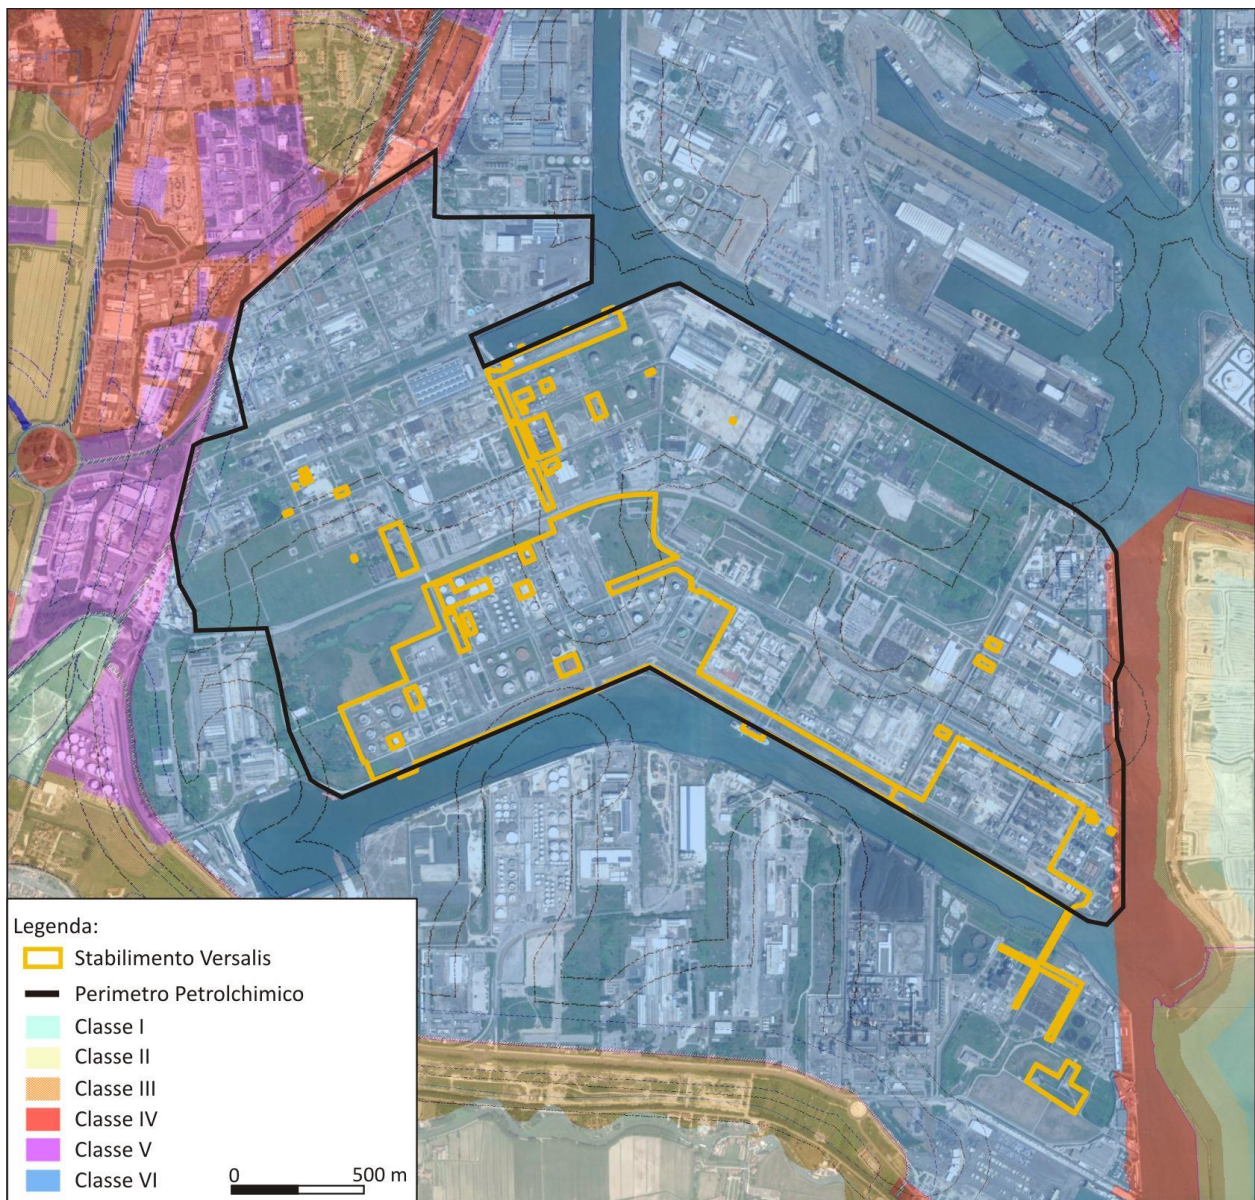 Legenda:
Stabilimento Versalis
Perimetro Petrolchimico
Classe I
Classe II
Classe III
Classe IV
Classe V
Classe VI
0 500 m